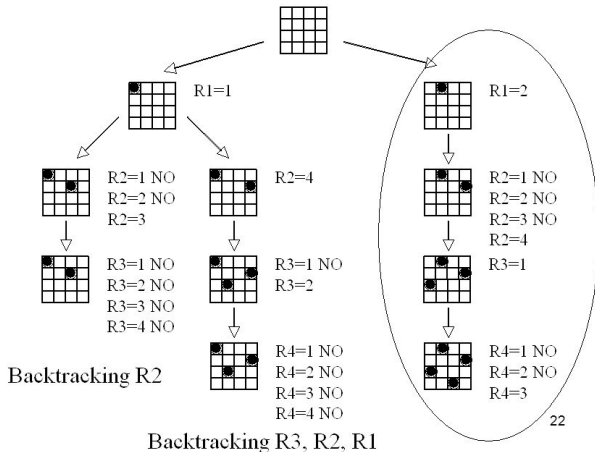 R1=1
R1=2
R2=1 NO
R2=2 NO
R2=3
R2=4
R2=1 NO
R2=2 NO
R2=3 NO
R2=4
R3=1 NO
R3=2 NO
R3=3 NO
R3=4 NO
R3=1 NO
R3=2
R3=1
Backtracking R2
R4=1 NO
R4=2 NO
R4=3 NO
R4=4 NO
R4=1 NO
R4=2 NO
R4=3
Backtracking R3, R2, R1
22